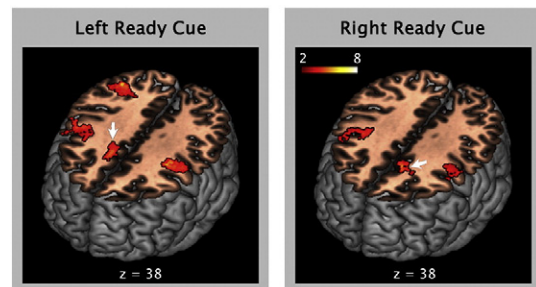 Left Ready Cue
Right Ready Cue
2 8
z = 38
z = 38